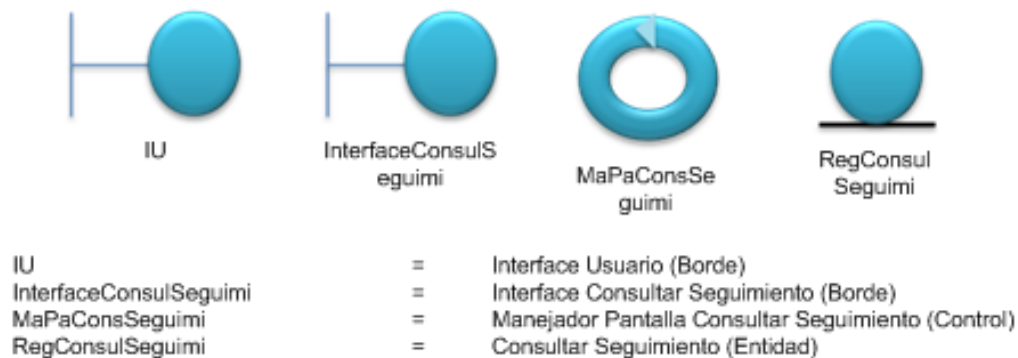 IU
InterfaceConsulS
eguimi
MaPaConsSe
guimi
RegConsul
Seguimi
IU = Interface Usuario (Borde)
InterfaceConsulSeguimi = Interface Consultar Seguimiento (Borde)
MaPaConsSeguimi = Manejador Pantalla Consultar Seguimiento (Control)
RegConsulSeguimi = Consultar Seguimiento (Entidad)